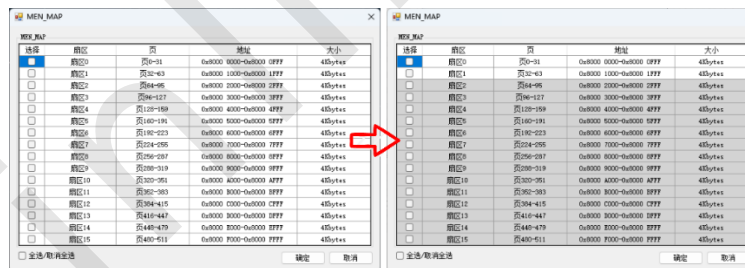 MEN_MAP
MEN_MAP
选择 扇区 页 地址 大小
扇区0 页0-31 0x8000 0000-0x8000 0FFF 4Kbytes
扇区1 页32-63 0x8000 1000-0x8000 1FFF 4Kbytes
扇区2 页64-95 0x8000 2000-0x8000 2FFF 4Kbytes
扇区3 页96-127 0x8000 3000-0x8000 3FFF 4Kbytes
扇区4 页128-159 0x8000 4000-0x8000 4FFF 4Kbytes
扇区5 页160-191 0x8000 5000-0x8000 5FFF 4Kbytes
扇区6 页192-223 0x8000 6000-0x8000 6FFF 4Kbytes
扇区7 页224-255 0x8000 7000-0x8000 7FFF 4Kbytes
扇区8 页256-287 0x8000 8000-0x8000 8FFF 4Kbytes
扇区9 页288-319 0x8000 9000-0x8000 9FFF 4Kbytes
扇区10 页320-351 0x8000 A000-0x8000 AFFF 4Kbytes
扇区11 页352-383 0x8000 B000-0x8000 BFFF 4Kbytes
扇区12 页384-415 0x8000 C000-0x8000 CFFF 4Kbytes
扇区13 页416-447 0x8000 D000-0x8000 DFFF 4Kbytes
扇区14 页448-479 0x8000 E000-0x8000 EFFF 4Kbytes
扇区15 页480-511 0x8000 F000-0x8000 FFFF 4Kbytes
全选/取消全选 确定 取消
MEN_MAP
MEN_MAP
选择 扇区 页 地址 大小
扇区0 页0-31 0x8000 0000-0x8000 0FFF 4Kbytes
扇区1 页32-63 0x8000 1000-0x8000 1FFF 4Kbytes
扇区2 页64-95 0x8000 2000-0x8000 2FFF 4Kbytes
扇区3 页96-127 0x8000 3000-0x8000 3FFF 4Kbytes
扇区4 页128-159 0x8000 4000-0x8000 4FFF 4Kbytes
扇区5 页160-191 0x8000 5000-0x8000 5FFF 4Kbytes
扇区6 页192-223 0x8000 6000-0x8000 6FFF 4Kbytes
扇区7 页224-255 0x8000 7000-0x8000 7FFF 4Kbytes
扇区8 页256-287 0x8000 8000-0x8000 8FFF 4Kbytes
扇区9 页288-319 0x8000 9000-0x8000 9FFF 4Kbytes
扇区10 页320-351 0x8000 A000-0x8000 AFFF 4Kbytes
扇区11 页352-383 0x8000 B000-0x8000 BFFF 4Kbytes
扇区12 页384-415 0x8000 C000-0x8000 CFFF 4Kbytes
扇区13 页416-447 0x8000 D000-0x8000 DFFF 4Kbytes
扇区14 页448-479 0x8000 E000-0x8000 EFFF 4Kbytes
扇区15 页480-511 0x8000 F000-0x8000 FFFF 4Kbytes
全选/取消全选 确定 取消